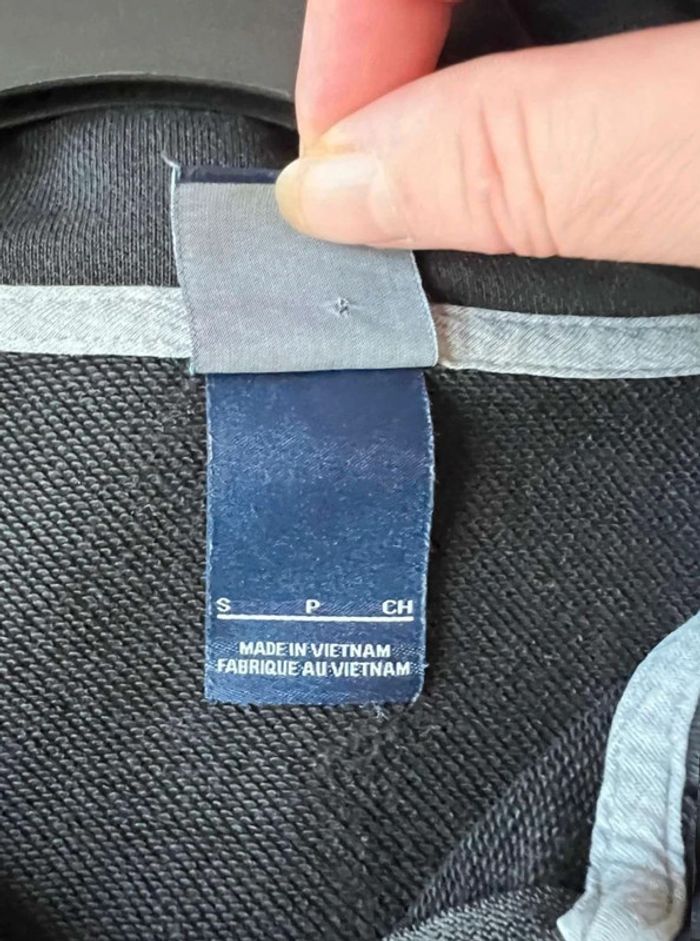 S P CH
MADE IN VIETNAM
FABRIQUE AU VIETNAM